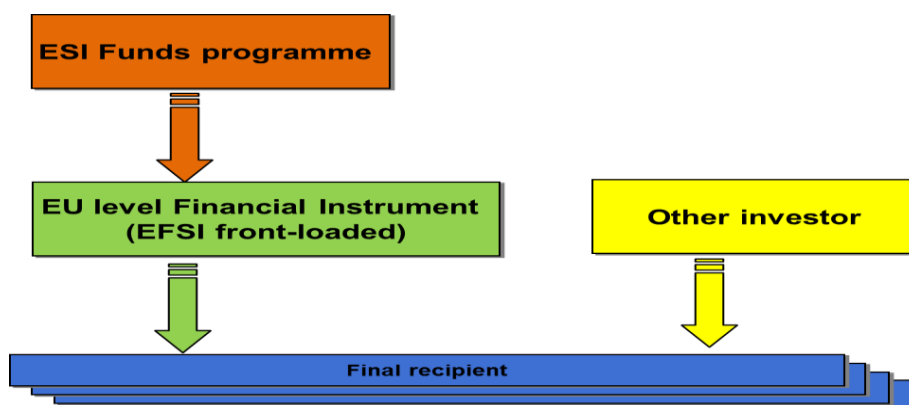 ESI Funds programme
EU level Financial Instrument
(EFSI front-loaded)
Other investor
Final recipient